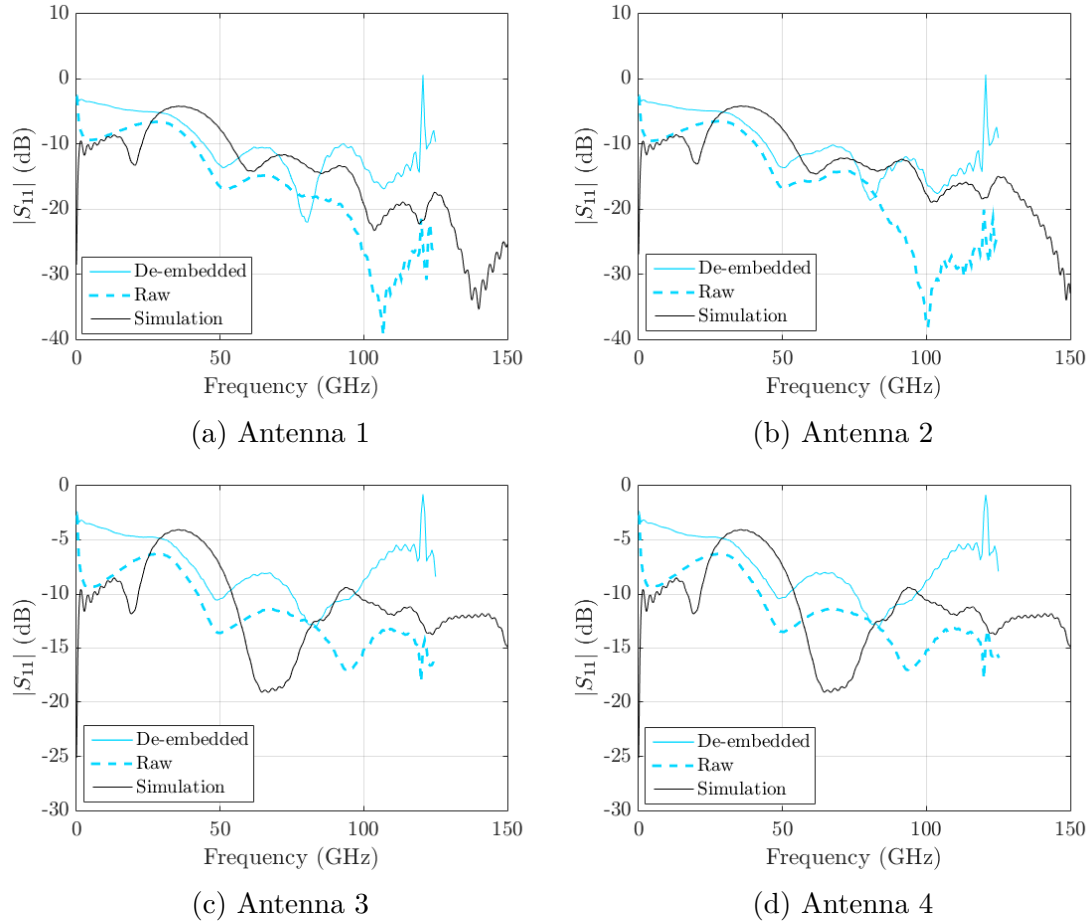 10
0
-10
-20
-30
-40
|S11| (dB)
De-embedded
Raw
Simulation
0 50 100 150
Frequency (GHz)
(a) Antenna 1
10
0
-10
-20
-30
-40
|S11| (dB)
De-embedded
Raw
Simulation
0 50 100 150
Frequency (GHz)
(b) Antenna 2
0
-5
-10
-15
-20
-25
-30
|S11| (dB)
De-embedded
Raw
Simulation
0 50 100 150
Frequency (GHz)
(c) Antenna 3
0
-5
-10
-15
-20
-25
-30
|S11| (dB)
De-embedded
Raw
Simulation
0 50 100 150
Frequency (GHz)
(d) Antenna 4